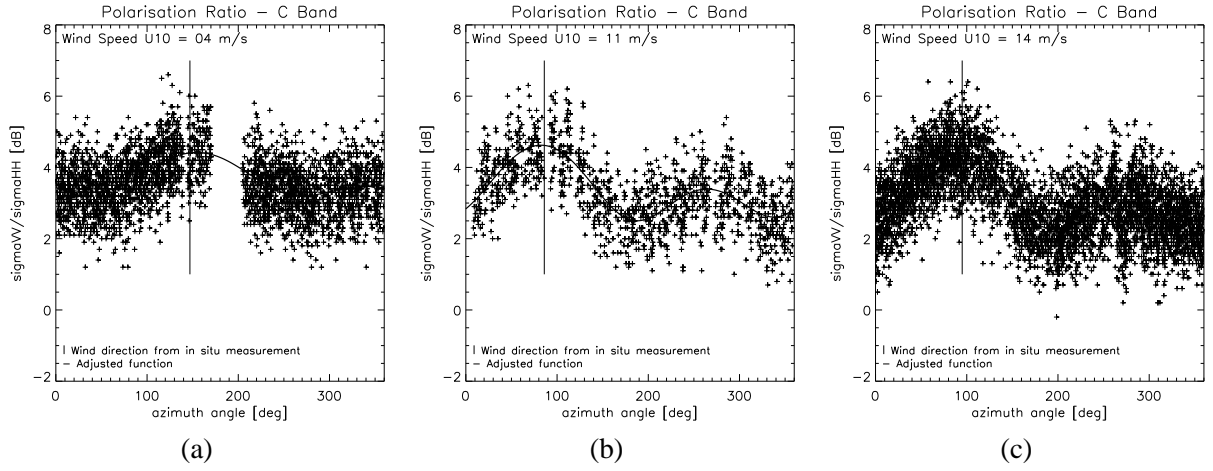 Polarisation Ratio – C Band
Wind Speed U10 = 04 m/s
8
6
4
2
0
−2
sigmaVV/sigmaHH [dB]
I Wind direction from in situ measurement
– Adjusted function
0 100 200 300
azimuth angle [deg]
(a)
Polarisation Ratio – C Band
Wind Speed U10 = 11 m/s
8
6
4
2
0
−2
sigmaVV/sigmaHH [dB]
I Wind direction from in situ measurement
– Adjusted function
0 100 200 300
azimuth angle [deg]
(b)
Polarisation Ratio – C Band
Wind Speed U10 = 14 m/s
8
6
4
2
0
−2
sigmaVV/sigmaHH [dB]
I Wind direction from in situ measurement
– Adjusted function
0 100 200 300
azimuth angle [deg]
(c)